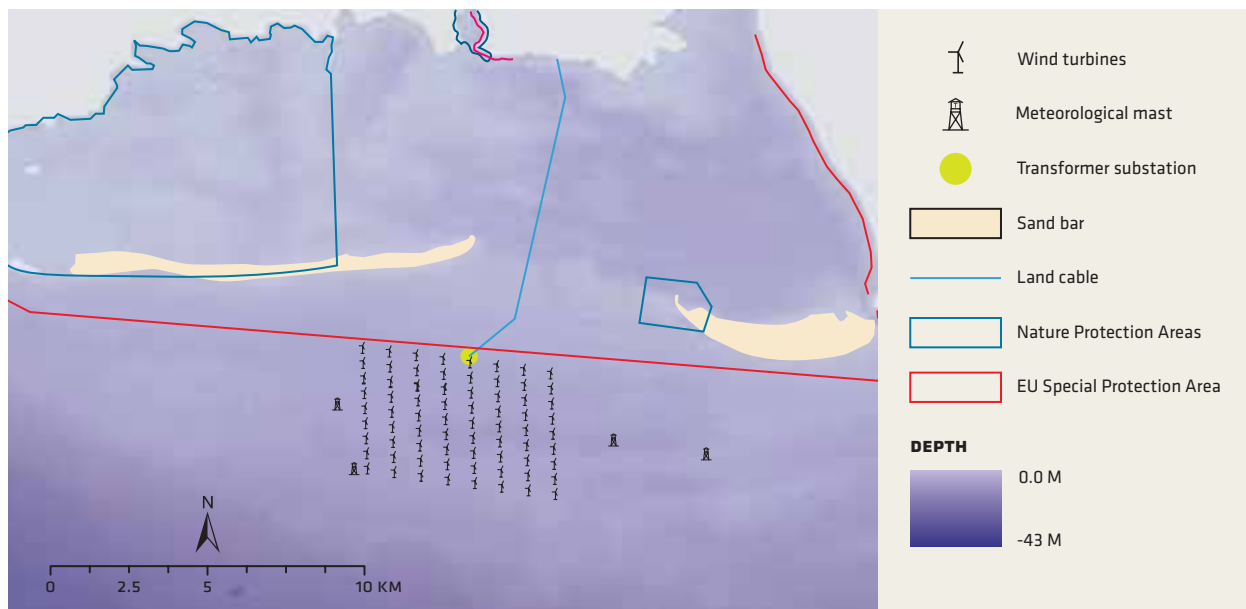 Wind turbines
Meteorological mast
Transformer substation
Sand bar
Land cable
Nature Protection Areas
EU Special Protection Area
DEPTH
0.0 M
-43 M
N
0 2.5 5 10 KM